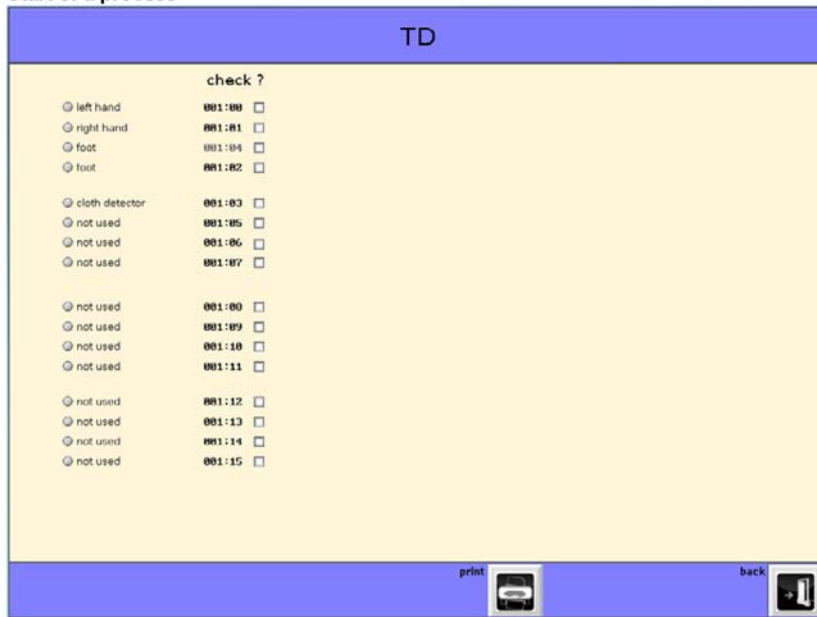 TD
check ?
left hand 001:00
right hand 001:01
foot 001:04
foot 001:02
cloth detector 001:03
not used 001:05
not used 001:06
not used 001:07
not used 001:08
not used 001:09
not used 001:10
not used 001:11
not used 001:12
not used 001:13
not used 001:14
not used 001:15
print back